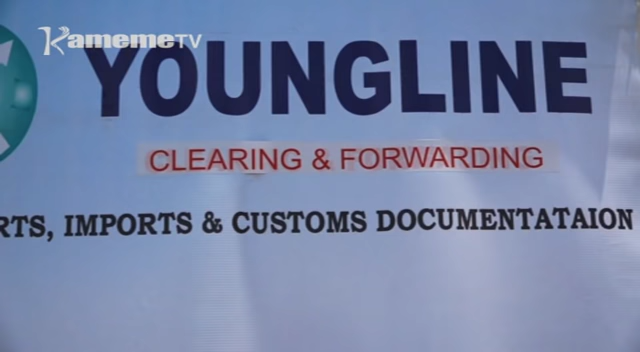 KamemeTV
YOUNGLINE
CLEARING & FORWARDING
RTS, IMPORTS & CUSTOMS DOCUMENTATAION